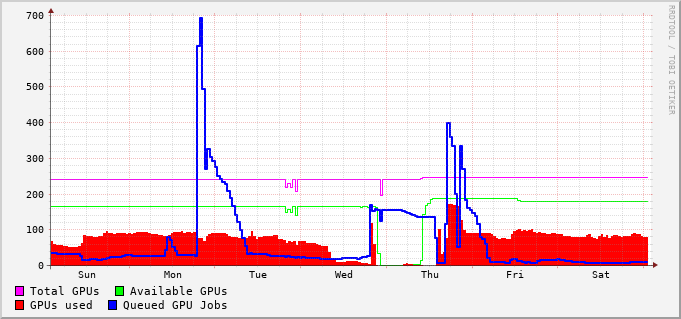 700
600
500
400
300
200
100
0
Sun Mon Tue Wed Thu Fri Sat
Total GPUs Available GPUs
GPUs used Queued GPU Jobs
RRDTOOL / TOBI OETIKER